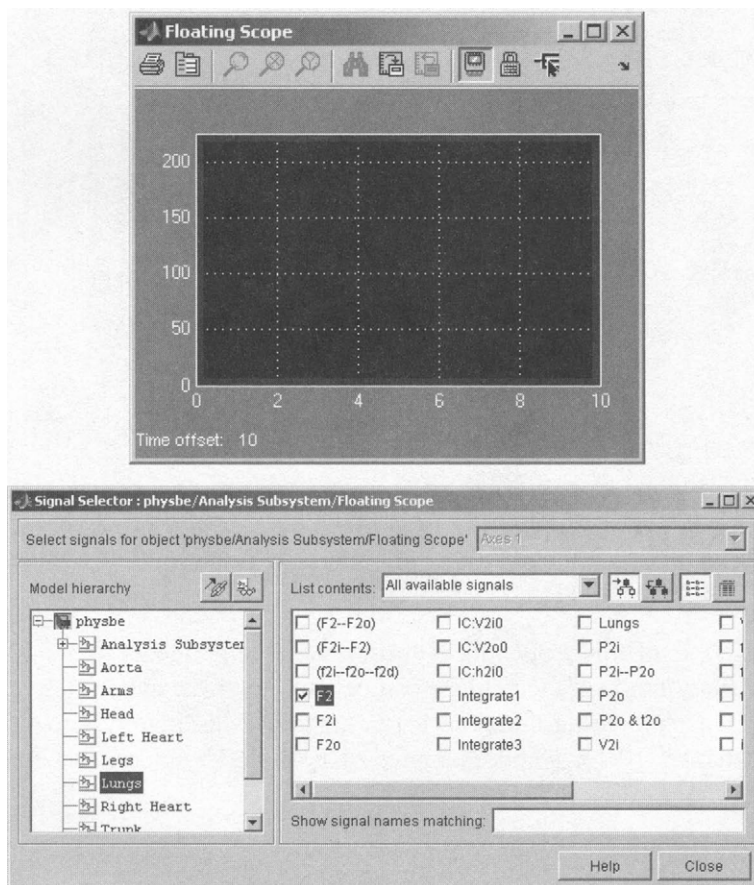 Floating Scope
200
150
100
50
0
0 2 4 6 8 10
Time offset: 10
Signal Selector : physbe/Analysis Subsystem/Floating Scope
Select signals for object 'physbe/Analysis Subsystem/Floating Scope' Axes 1
Model hierarchy
List contents: All available signals
physbe
Analysis Subsyster
Aorta
Arms
Head
Left Heart
Legs
Lungs
Right Heart
Trunk
(F2--F2o) IC:V2i0 Lungs
(F2i--F2) IC:V2o0 P2i
(f2i--f2o--f2d) IC:h2i0 P2i--P2o
F2 Integrate1 P2o
F2i Integrate2 P2o & t2o
F2o Integrate3 V2i
Show signal names matching:
Help Close